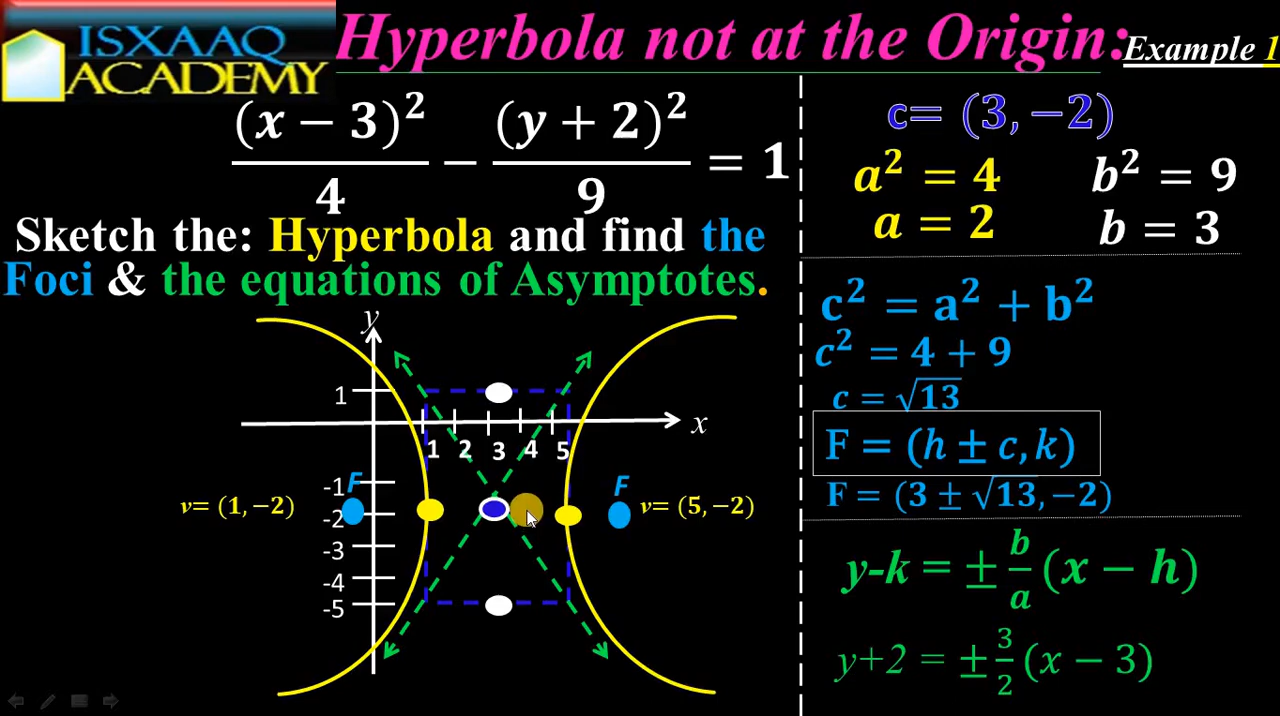 ISXAAQ
ACADEMY
Hyperbola not at the Origin:
Example 1
(x − 3)² / 4 − (y + 2)² / 9 = 1
Sketch the: Hyperbola and find the
Foci & the equations of Asymptotes.
y
1
x
1 2 3 4 5
-1
-2
-3
-4
-5
F
F
v= (1, −2)
v= (5, −2)
c= (3, −2)
a² = 4
b² = 9
a = 2
b = 3
c² = a² + b²
c² = 4 + 9
c = √13
F = (h ± c, k)
F = (3 ± √13, −2)
y-k = ± b/a (x − h)
y+2 = ± 3/2 (x − 3)